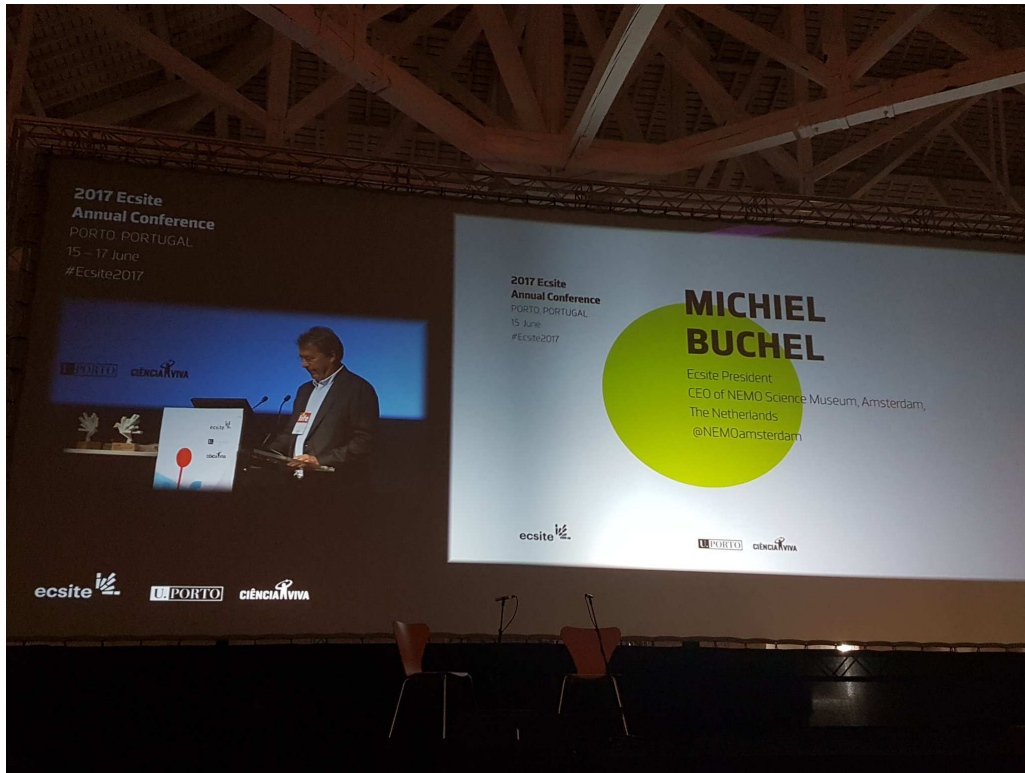 2017 Ecsite
Annual Conference
PORTO. PORTUGAL
15 – 17 June
#Ecsite2017
U. PORTO
CIÊNCIA VIVA
ecsite
U.
CIÊNCIA VIVA
ecsite
U. PORTO
CIÊNCIA VIVA
2017 Ecsite
Annual Conference
PORTO. PORTUGAL
15 June
#Ecsite2017
MICHIEL
BUCHEL
Ecsite President
CEO of NEMO Science Museum, Amsterdam,
The Netherlands
@NEMOamsterdam
ecsite
U. PORTO
CIÊNCIA VIVA